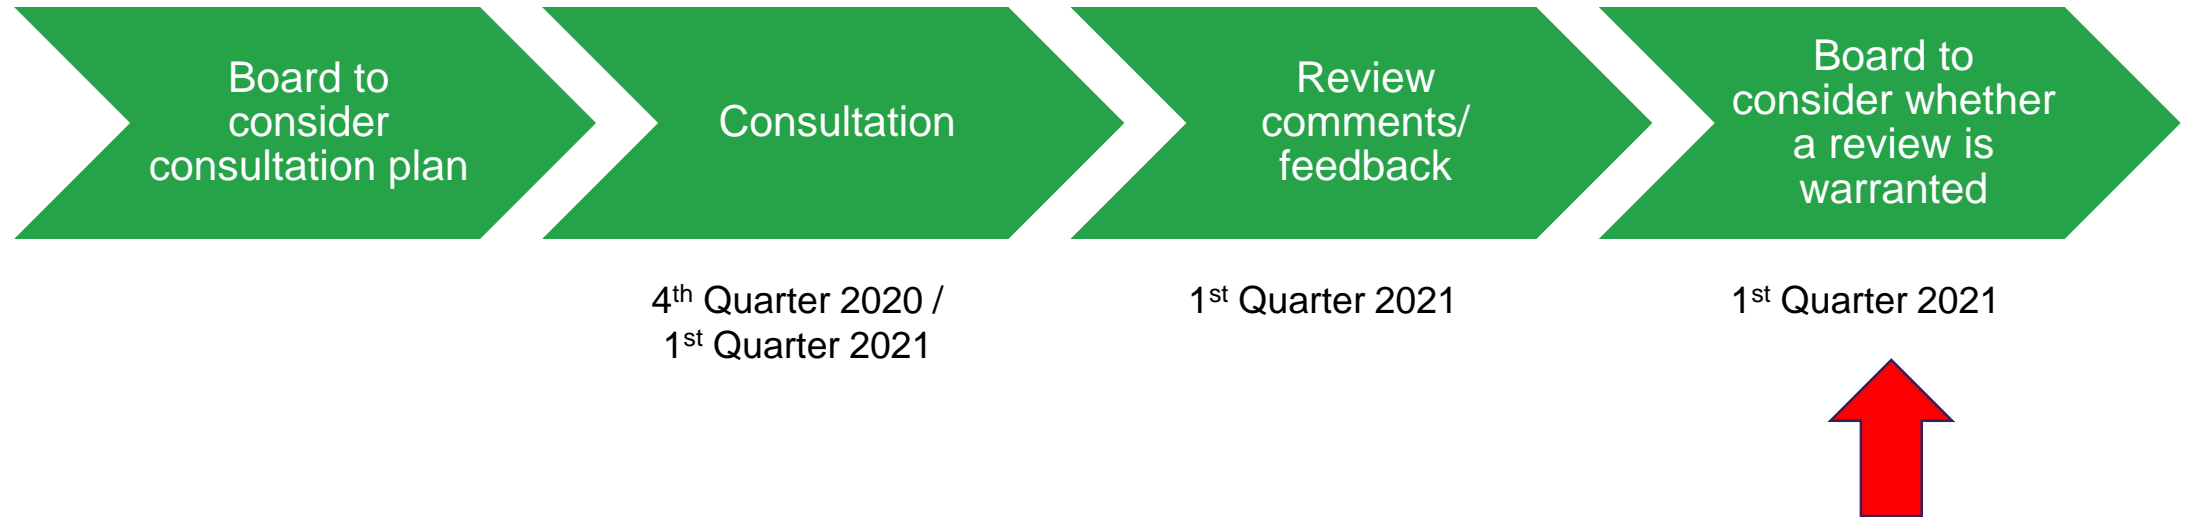 Board to
consider
consultation plan
Consultation
Review
comments/
feedback
Board to
consider whether
a review is
warranted
4th Quarter 2020 /
1st Quarter 2021
1st Quarter 2021
1st Quarter 2021